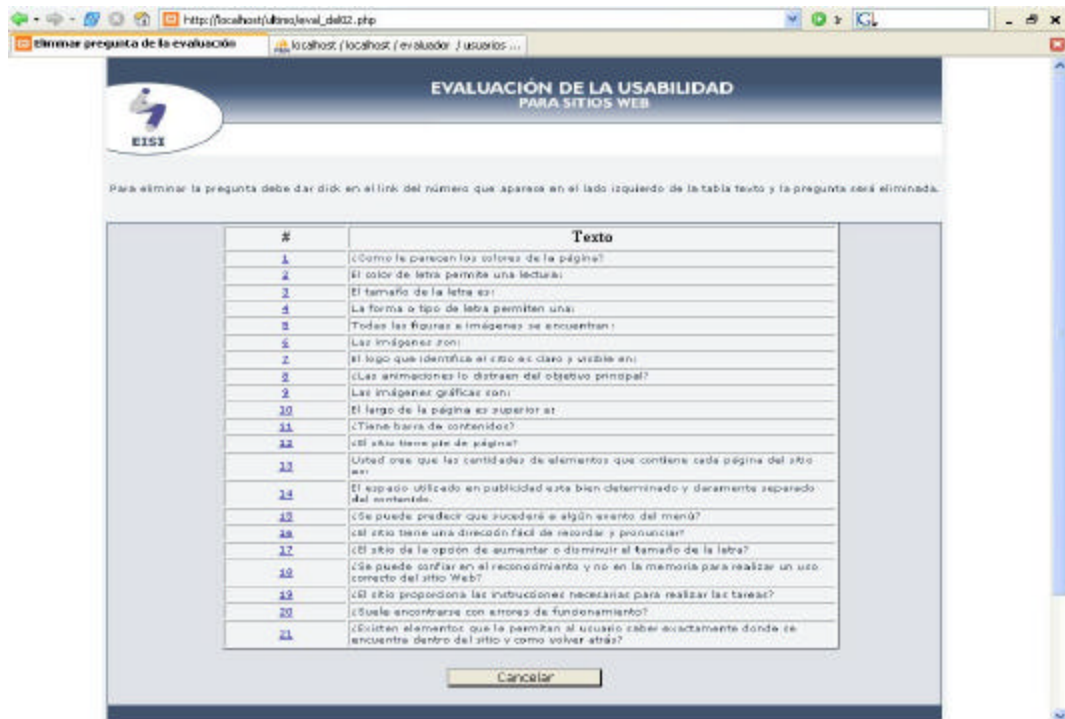 http://localhost/ultimo/eval_del02.php
Eliminar pregunta de la evaluación
localhost / localhost / evaluador / usuarios ...
EVALUACIÓN DE LA USABILIDAD
PARA SITIOS WEB
EISI
Para eliminar la pregunta debe dar click en el link del número que aparece en el lado izquierdo de la tabla texto y la pregunta será eliminada.
# Texto
1 ¿Como le parecen los colores de la página?
2 El color de letra permite una lectura:
3 El tamaño de la letra es:
4 La forma o tipo de letra permiten una:
5 Todas las figuras e imágenes se encuentran:
6 Las imágenes son:
7 El logo que identifica el sitio es claro y visible en:
8 ¿Las animaciones lo distraen del objetivo principal?
9 Las imágenes gráficas son:
10 El largo de la página es superior a:
11 ¿Tiene barra de contenidos?
12 ¿El sitio tiene pie de página?
13 Usted cree que las cantidades de elementos que contiene cada página del sitio
es:
14 El espacio utilizado en publicidad esta bien determinado y claramente separado
del contenido.
15 ¿Se puede predecir que sucederá a algún evento del menú?
16 ¿El sitio tiene una dirección fácil de recordar y pronunciar?
17 ¿El sitio da la opción de aumentar o disminuir el tamaño de la letra?
18 ¿Se puede confiar en el reconocimiento y no en la memoria para realizar un uso
correcto del sitio Web?
19 ¿El sitio proporciona las instrucciones necesarias para realizar las tareas?
20 ¿Suele encontrarse con errores de funcionamiento?
21 ¿Existen elementos que le permitan al usuario saber exactamente donde se
encuentra dentro del sitio y como volver atrás?
Cancelar